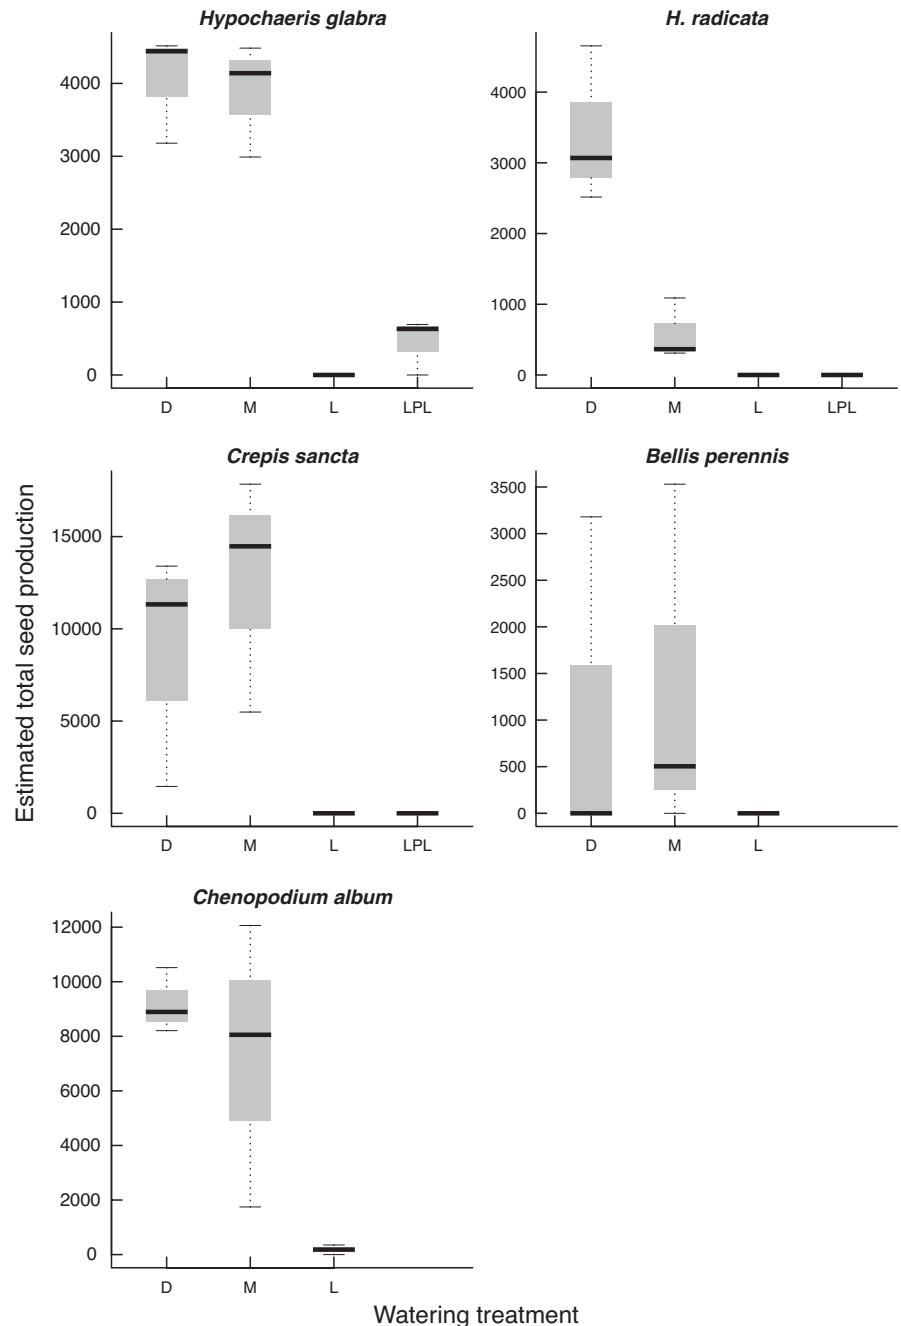 Hypochaeris glabra
4000
3000
2000
1000
0
D M L LPL
H. radicata
4000
3000
2000
1000
0
D M L LPL
Estimated total seed production
Crepis sancta
15000
10000
5000
0
D M L LPL
Bellis perennis
3500
3000
2500
2000
1500
1000
500
0
D M L
Chenopodium album
12000
10000
8000
6000
4000
2000
0
D M L
Watering treatment